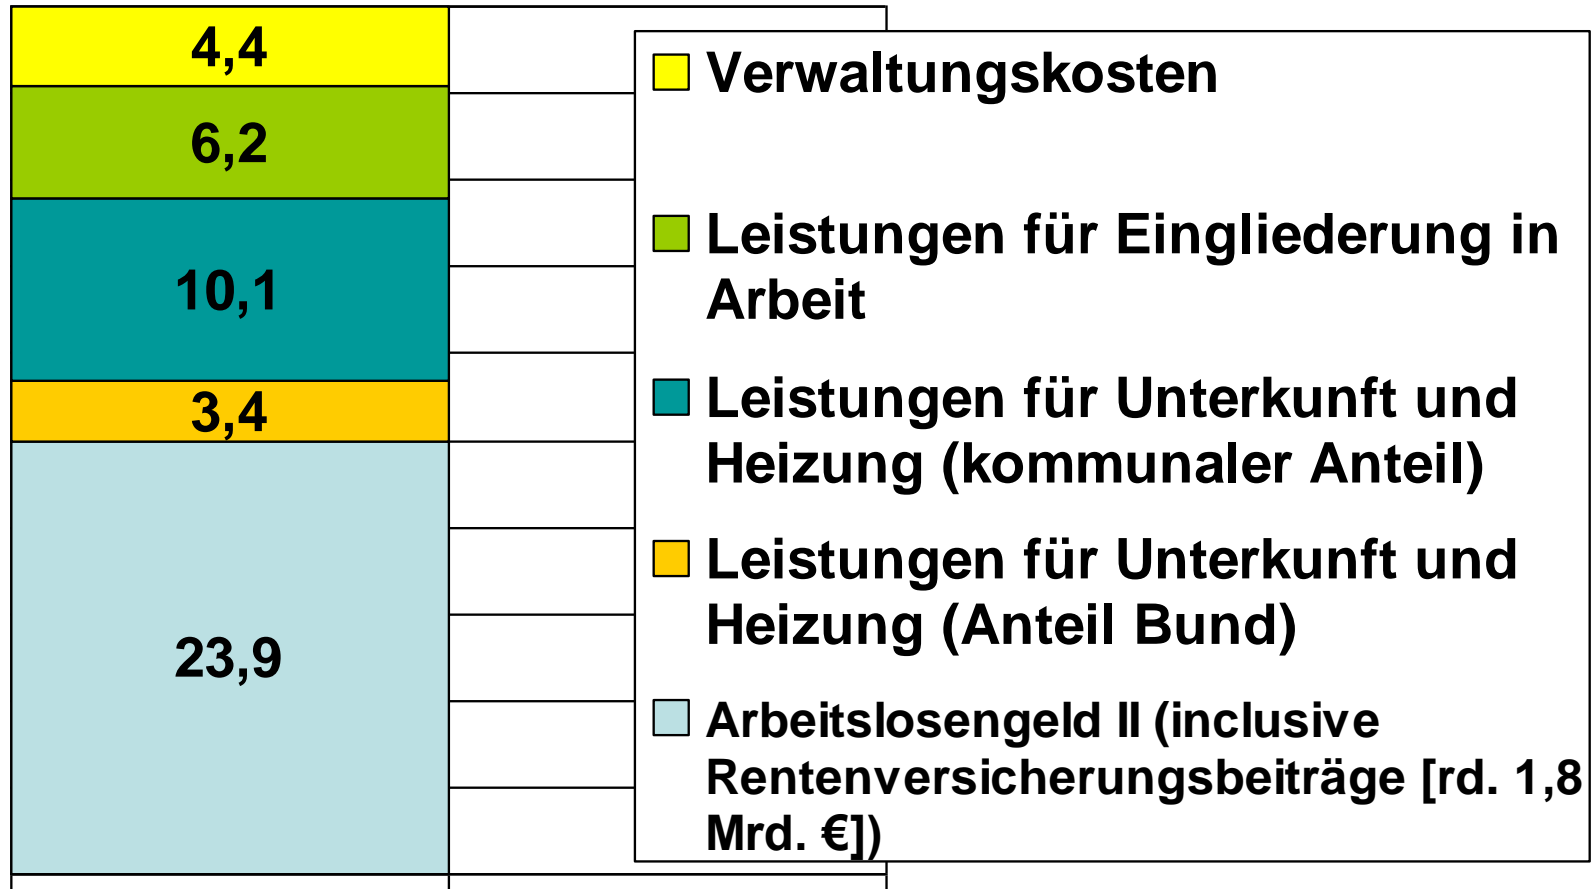 4,4
6,2
10,1
3,4
23,9
Verwaltungskosten
Leistungen für Eingliederung in
Arbeit
Leistungen für Unterkunft und
Heizung (kommunaler Anteil)
Leistungen für Unterkunft und
Heizung (Anteil Bund)
Arbeitslosengeld II (inclusive
Rentenversicherungsbeiträge [rd. 1,8
Mrd. €])